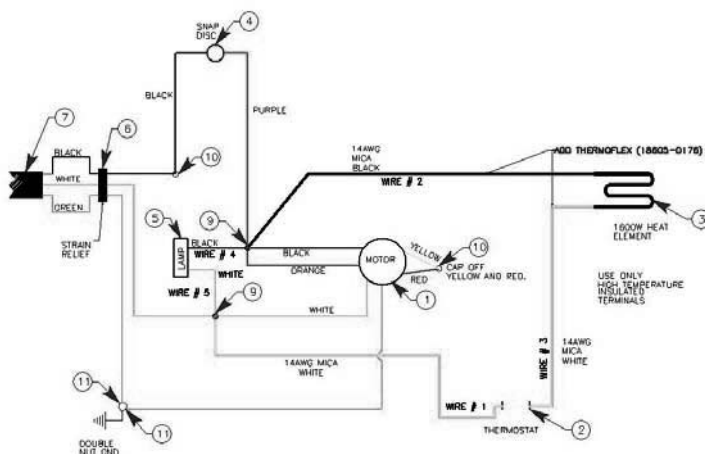 4
SNAP
DISC
BLACK
PURPLE
7
6
BLACK
WHITE
GREEN
STRAIN
RELIEF
10
14AWG
MICA
BLACK
WIRE # 2
ADD THERMOFLEX (18605-0176)
3
1600W HEAT
ELEMENT
5
LAMP
9
BLACK
WIRE # 4
WHITE
WIRE # 5
BLACK
ORANGE
MOTOR
YELLOW
RED
10
CAP OFF
YELLOW AND RED.
1
USE ONLY
HIGH TEMPERATURE
INSULATED
TERMINALS
9
WHITE
14AWG MICA
WHITE
WIRE # 3
14AWG
MICA
WHITE
11
11
WIRE # 1
THERMOSTAT
2
DOUBLE
NUT GND